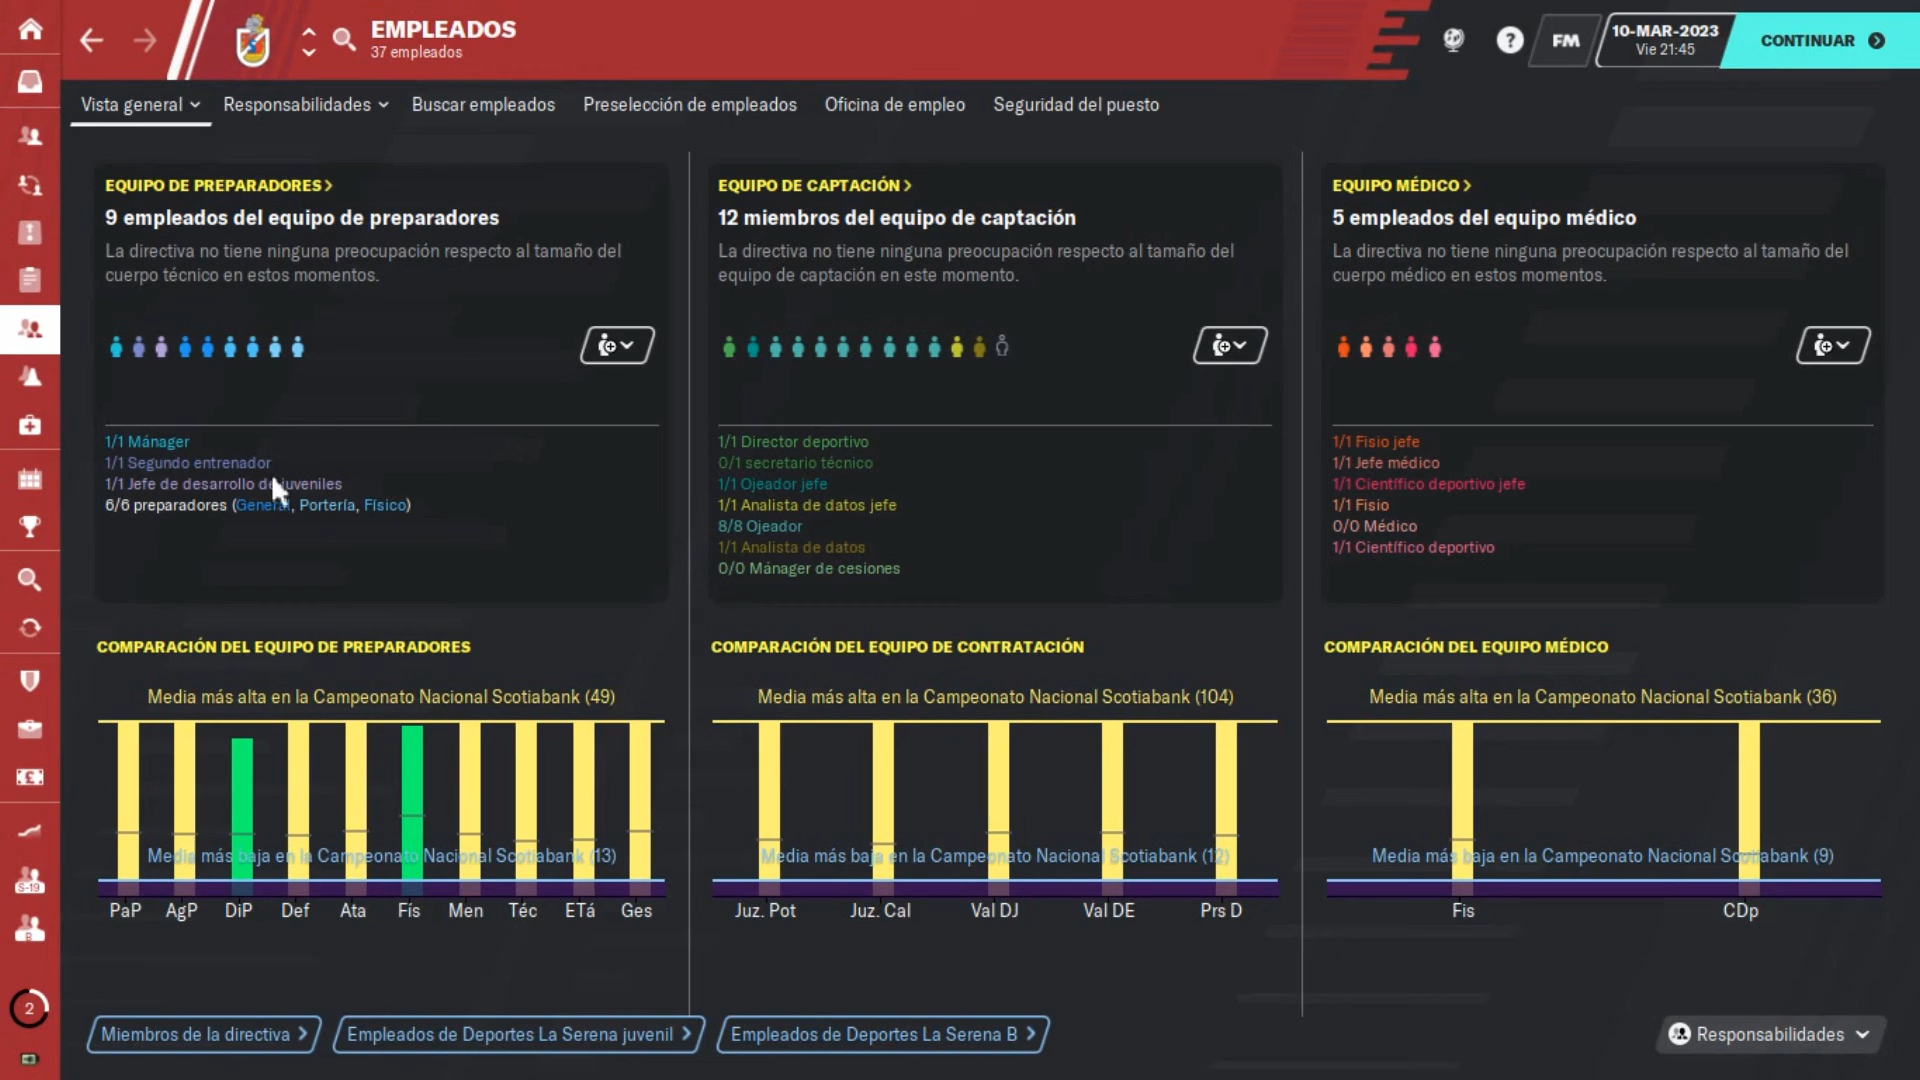 EMPLEADOS
37 empleados
FM
10-MAR-2023
Vie 21:45
CONTINUAR
Vista general
Responsabilidades
Buscar empleados
Preselección de empleados
Oficina de empleo
Seguridad del puesto
EQUIPO DE PREPARADORES
9 empleados del equipo de preparadores
La directiva no tiene ninguna preocupación respecto al tamaño del
cuerpo técnico en estos momentos.
1/1 Mánager
1/1 Segundo entrenador
1/1 Jefe de desarrollo de juveniles
6/6 preparadores (General, Portería, Físico)
EQUIPO DE CAPTACIÓN
12 miembros del equipo de captación
La directiva no tiene ninguna preocupación respecto al tamaño del
equipo de captación en este momento.
1/1 Director deportivo
0/1 secretario técnico
1/1 Ojeador jefe
1/1 Analista de datos jefe
8/8 Ojeador
1/1 Analista de datos
0/0 Mánager de cesiones
EQUIPO MÉDICO
5 empleados del equipo médico
La directiva no tiene ninguna preocupación respecto al tamaño del
cuerpo médico en estos momentos.
1/1 Fisio jefe
1/1 Jefe médico
1/1 Científico deportivo jefe
1/1 Fisio
0/0 Médico
1/1 Científico deportivo
COMPARACIÓN DEL EQUIPO DE PREPARADORES
Media más alta en la Campeonato Nacional Scotiabank (49)
Media más baja en la Campeonato Nacional Scotiabank (13)
PaP AgP DiP Def Ata Fís Men Téc ETá Ges
COMPARACIÓN DEL EQUIPO DE CONTRATACIÓN
Media más alta en la Campeonato Nacional Scotiabank (104)
Media más baja en la Campeonato Nacional Scotiabank (12)
Juz. Pot Juz. Cal Val DJ Val DE Prs D
COMPARACIÓN DEL EQUIPO MÉDICO
Media más alta en la Campeonato Nacional Scotiabank (36)
Media más baja en la Campeonato Nacional Scotiabank (9)
Fis CDp
S-19
B
2
Miembros de la directiva
Empleados de Deportes La Serena juvenil
Empleados de Deportes La Serena B
Responsabilidades